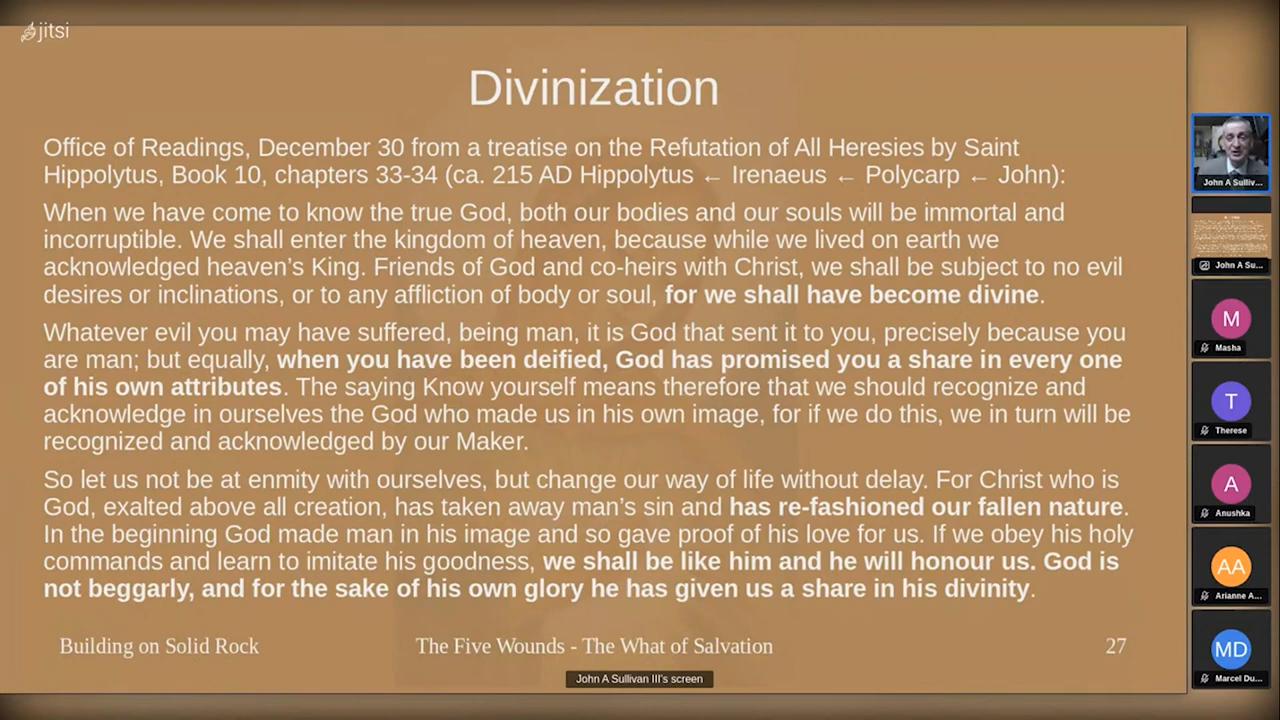 jitsi
Divinization
Office of Readings, December 30 from a treatise on the Refutation of All Heresies by Saint
Hippolytus, Book 10, chapters 33-34 (ca. 215 AD Hippolytus ← Irenaeus ← Polycarp ← John):
When we have come to know the true God, both our bodies and our souls will be immortal and
incorruptible. We shall enter the kingdom of heaven, because while we lived on earth we
acknowledged heaven's King. Friends of God and co-heirs with Christ, we shall be subject to no evil
desires or inclinations, or to any affliction of body or soul, for we shall have become divine.
Whatever evil you may have suffered, being man, it is God that sent it to you, precisely because you
are man; but equally, when you have been deified, God has promised you a share in every one
of his own attributes. The saying Know yourself means therefore that we should recognize and
acknowledge in ourselves the God who made us in his own image, for if we do this, we in turn will be
recognized and acknowledged by our Maker.
So let us not be at enmity with ourselves, but change our way of life without delay. For Christ who is
God, exalted above all creation, has taken away man's sin and has re-fashioned our fallen nature.
In the beginning God made man in his image and so gave proof of his love for us. If we obey his holy
commands and learn to imitate his goodness, we shall be like him and he will honour us. God is
not beggarly, and for the sake of his own glory he has given us a share in his divinity.
Building on Solid Rock
The Five Wounds - The What of Salvation
27
John A Sullivan III's screen
John A Sulliv...
John A Su...
M
Masha
T
Therese
A
Anushka
AA
Arianne A...
MD
Marcel Du...